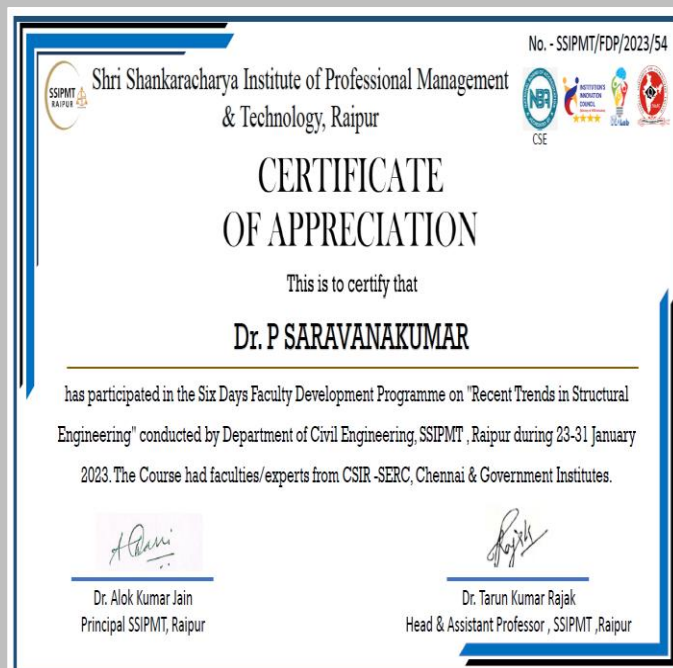 No. - SSIPMT/FDP/2023/54
SSIPMT
RAIPUR
Shri Shankaracharya Institute of Professional Management
& Technology, Raipur
NBA
CSE
INSTITUTION'S
INNOVATION
COUNCIL
CERTIFICATE
OF APPRECIATION
This is to certify that
Dr. P SARAVANAKUMAR
has participated in the Six Days Faculty Development Programme on "Recent Trends in Structural
Engineering" conducted by Department of Civil Engineering, SSIPMT , Raipur during 23-31 January
2023. The Course had faculties/experts from CSIR -SERC, Chennai & Government Institutes.
Dr. Alok Kumar Jain
Principal SSIPMT, Raipur
Dr. Tarun Kumar Rajak
Head & Assistant Professor , SSIPMT ,Raipur